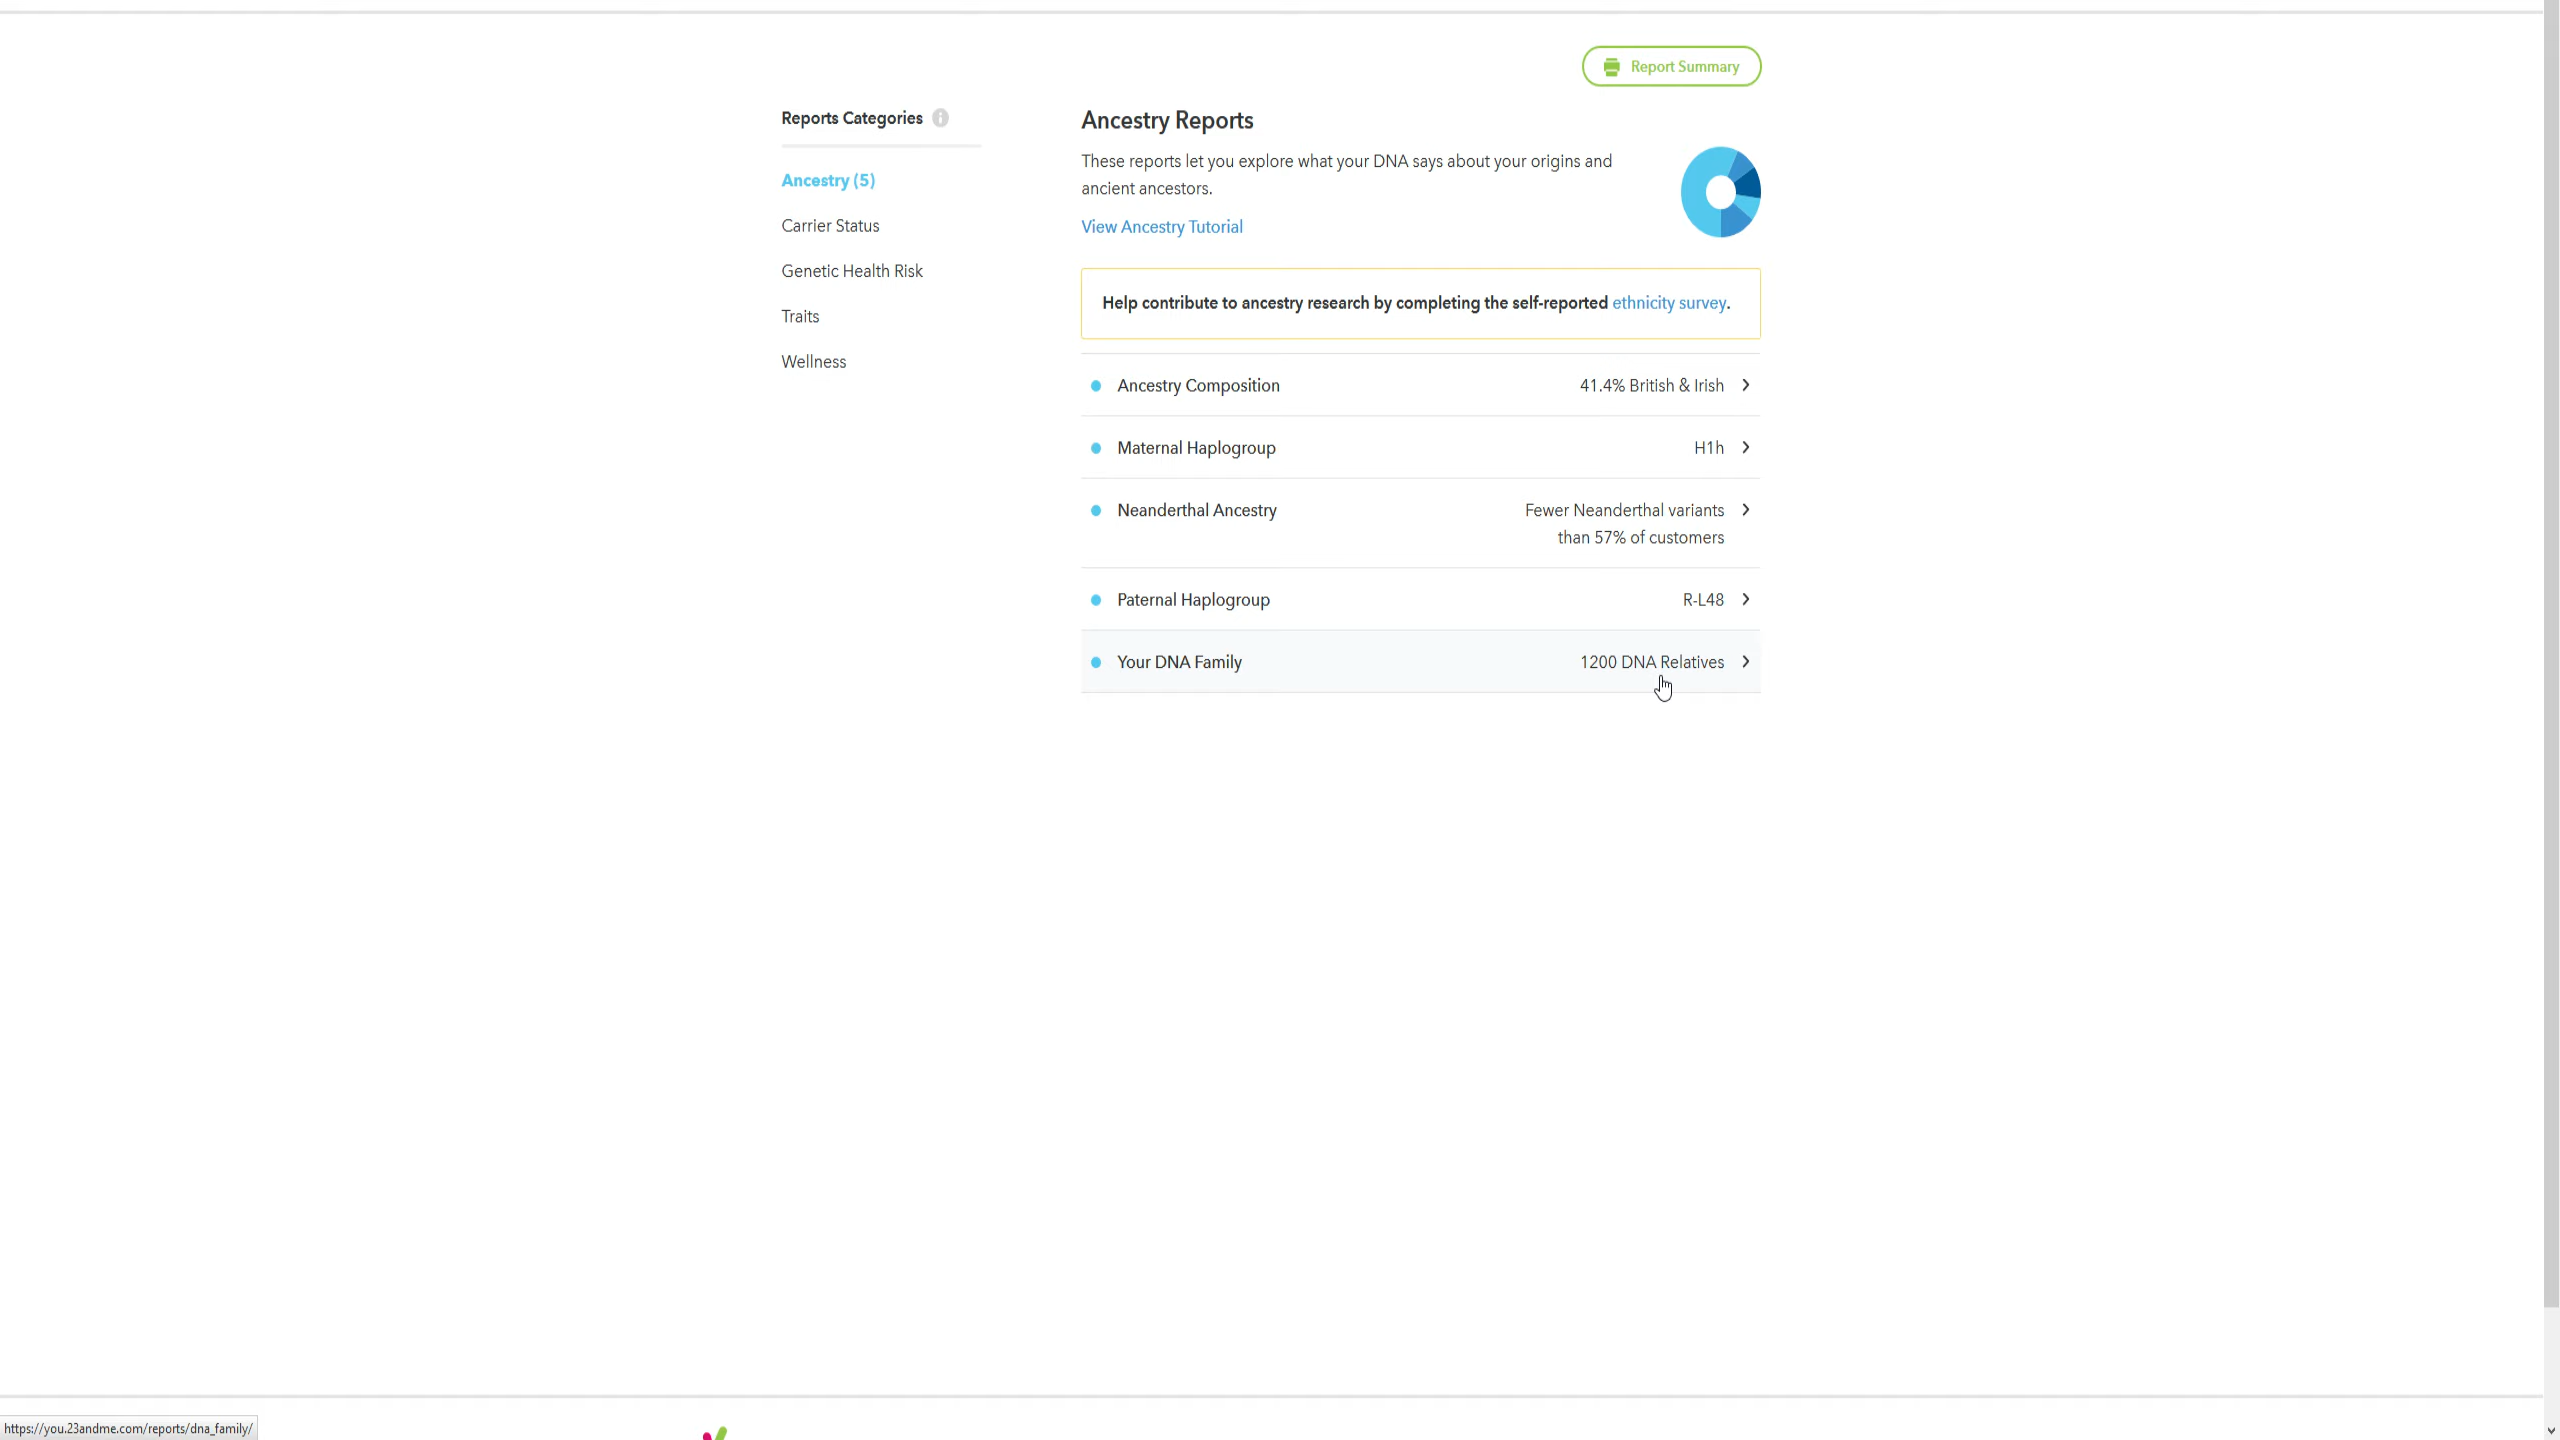 Report Summary
Reports Categories
Ancestry (5)
Carrier Status
Genetic Health Risk
Traits
Wellness
Ancestry Reports
These reports let you explore what your DNA says about your origins and
ancient ancestors.
View Ancestry Tutorial
Help contribute to ancestry research by completing the self-reported ethnicity survey.
Ancestry Composition 41.4% British & Irish
Maternal Haplogroup H1h
Neanderthal Ancestry Fewer Neanderthal variants
than 57% of customers
Paternal Haplogroup R-L48
Your DNA Family 1200 DNA Relatives
https://you.23andme.com/reports/dna_family/